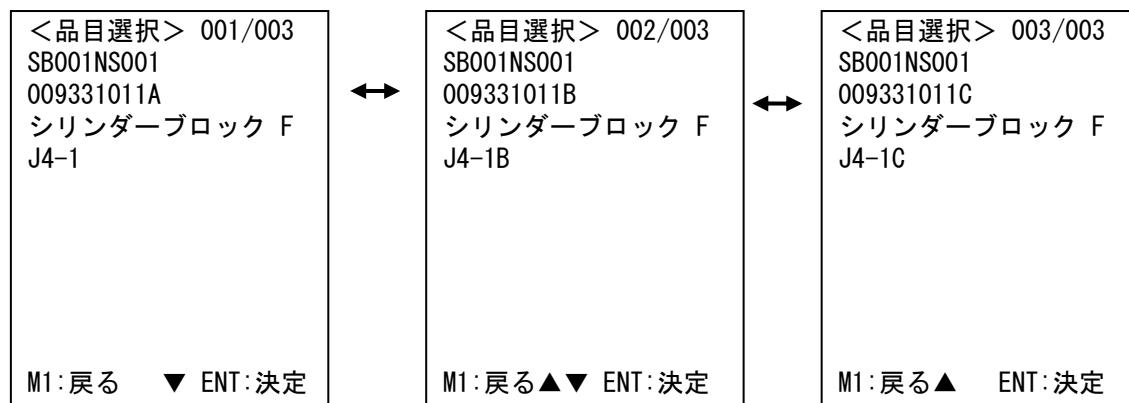 ＜品目選択＞ 001/003
SB001NS001
009331011A
シリンダーブロック F
J4-1
M1:戻る ▼ ENT:決定
＜品目選択＞ 002/003
SB001NS001
009331011B
シリンダーブロック F
J4-1B
M1:戻る▲▼ ENT:決定
＜品目選択＞ 003/003
SB001NS001
009331011C
シリンダーブロック F
J4-1C
M1:戻る▲ ENT:決定